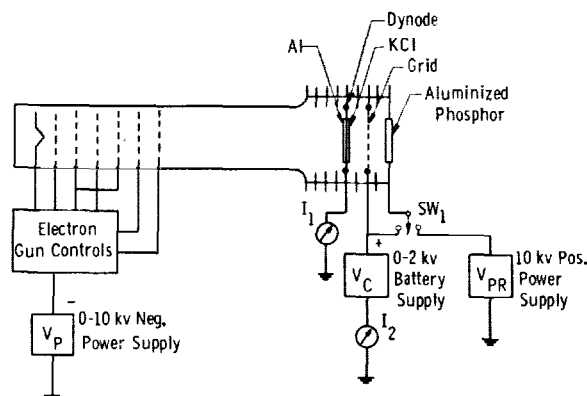 Dynode
Al
KCl
Grid
Aluminized
Phosphor
I1
SW1
Electron
Gun Controls
+
0-2 kv
Battery
Supply
10 kv Pos.
Power
Supply
VC
VPR
-
0-10 kv Neg.
Power Supply
VP
I2